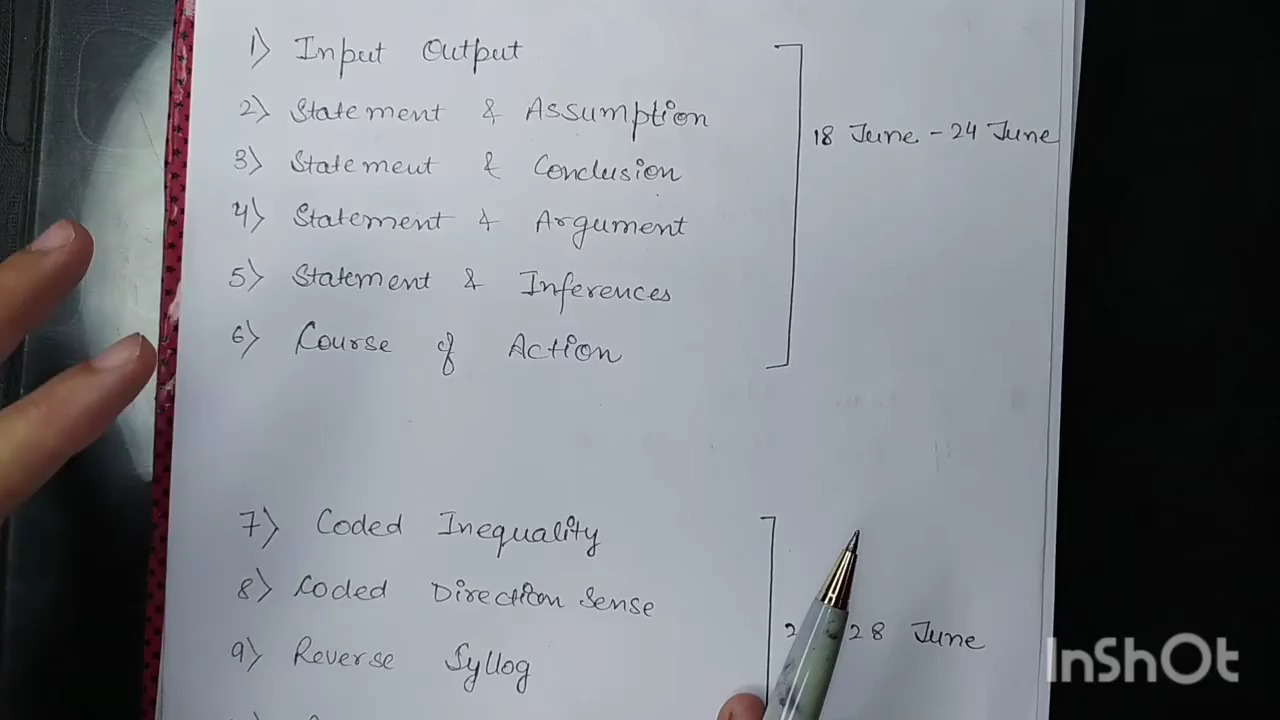 1) Input Output
2) Statement & Assumption
18 June - 24 June
3) Statement & Conclusion
4) Statement & Argument
5) Statement & Inferences
6) Course of Action
7) Coded Inequality
8) Coded Direction Sense
9) Reverse Syllog
28 June
InShOt